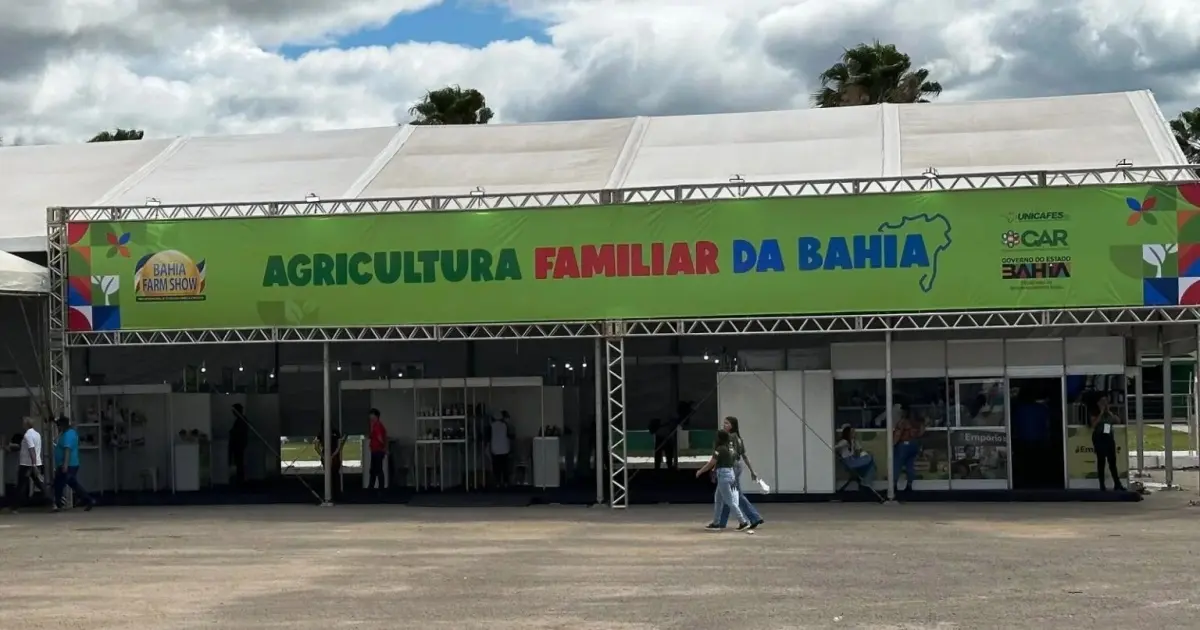 BAHIA
FARM SHOW
AGRICULTURA FAMILIAR DA BAHIA
UNICAFES
CAR
GOVERNO DO ESTADO
BAHIA
Empório